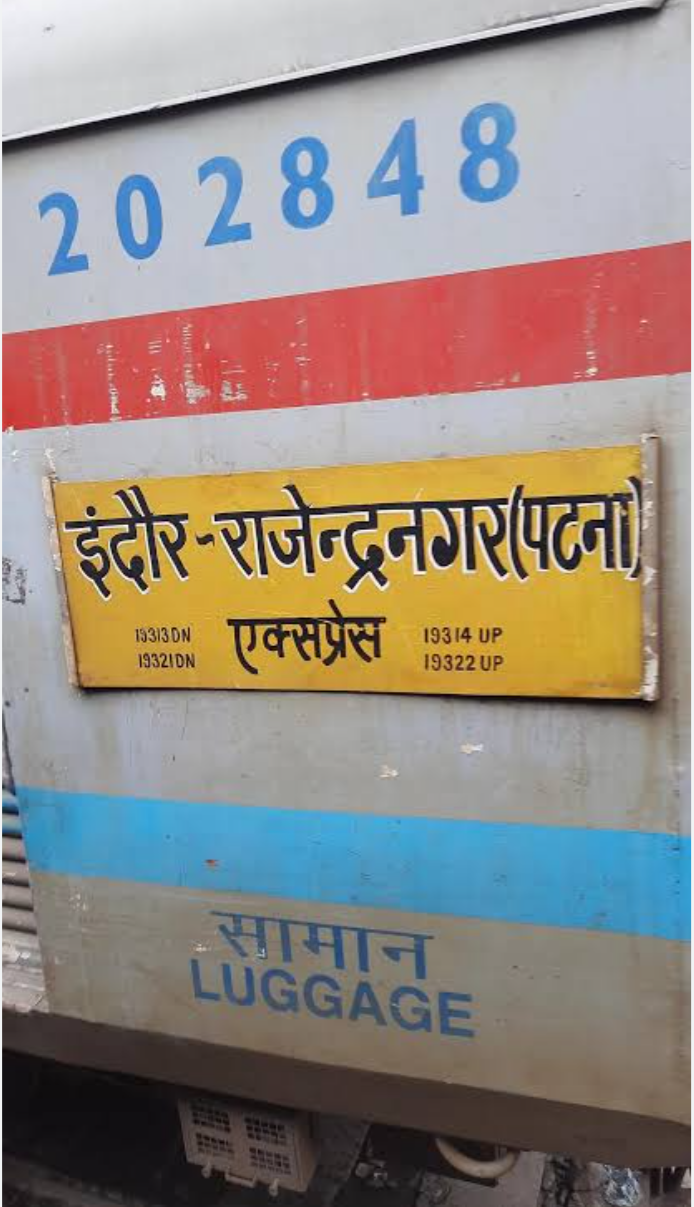 202848
इंदौर-राजेन्द्रनगर(पटना)
19313DN एक्सप्रेस 19314 UP
19321DN 19322 UP
सामान
LUGGAGE